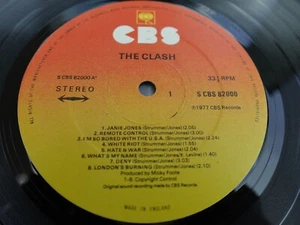 CBS
THE CLASH
S CBS 82000 A
33⅓ RPM
STEREO
1
S CBS 82000
℗1977 CBS Records
1. JANIE JONES (Strummer/Jones) (2.05)
2. REMOTE CONTROL (Strummer/Jones) (3.00)
3. I'M SO BORED WITH THE U.S.A. (Strummer/Jones) (2.24)
4. WHITE RIOT (Strummer/Jones) (1.55)
5. HATE & WAR (Strummer/Jones) (2.05)
6. WHAT'S MY NAME (Strummer/Jones/K. Levine) (1.40)
7. DENY (Strummer/Jones) (3.03)
8. LONDON'S BURNING (Strummer/Jones) (2.12)
Produced by Micky Foote
1-8. Copyright Control
Original sound recording made by CBS Records
MADE IN ENGLAND